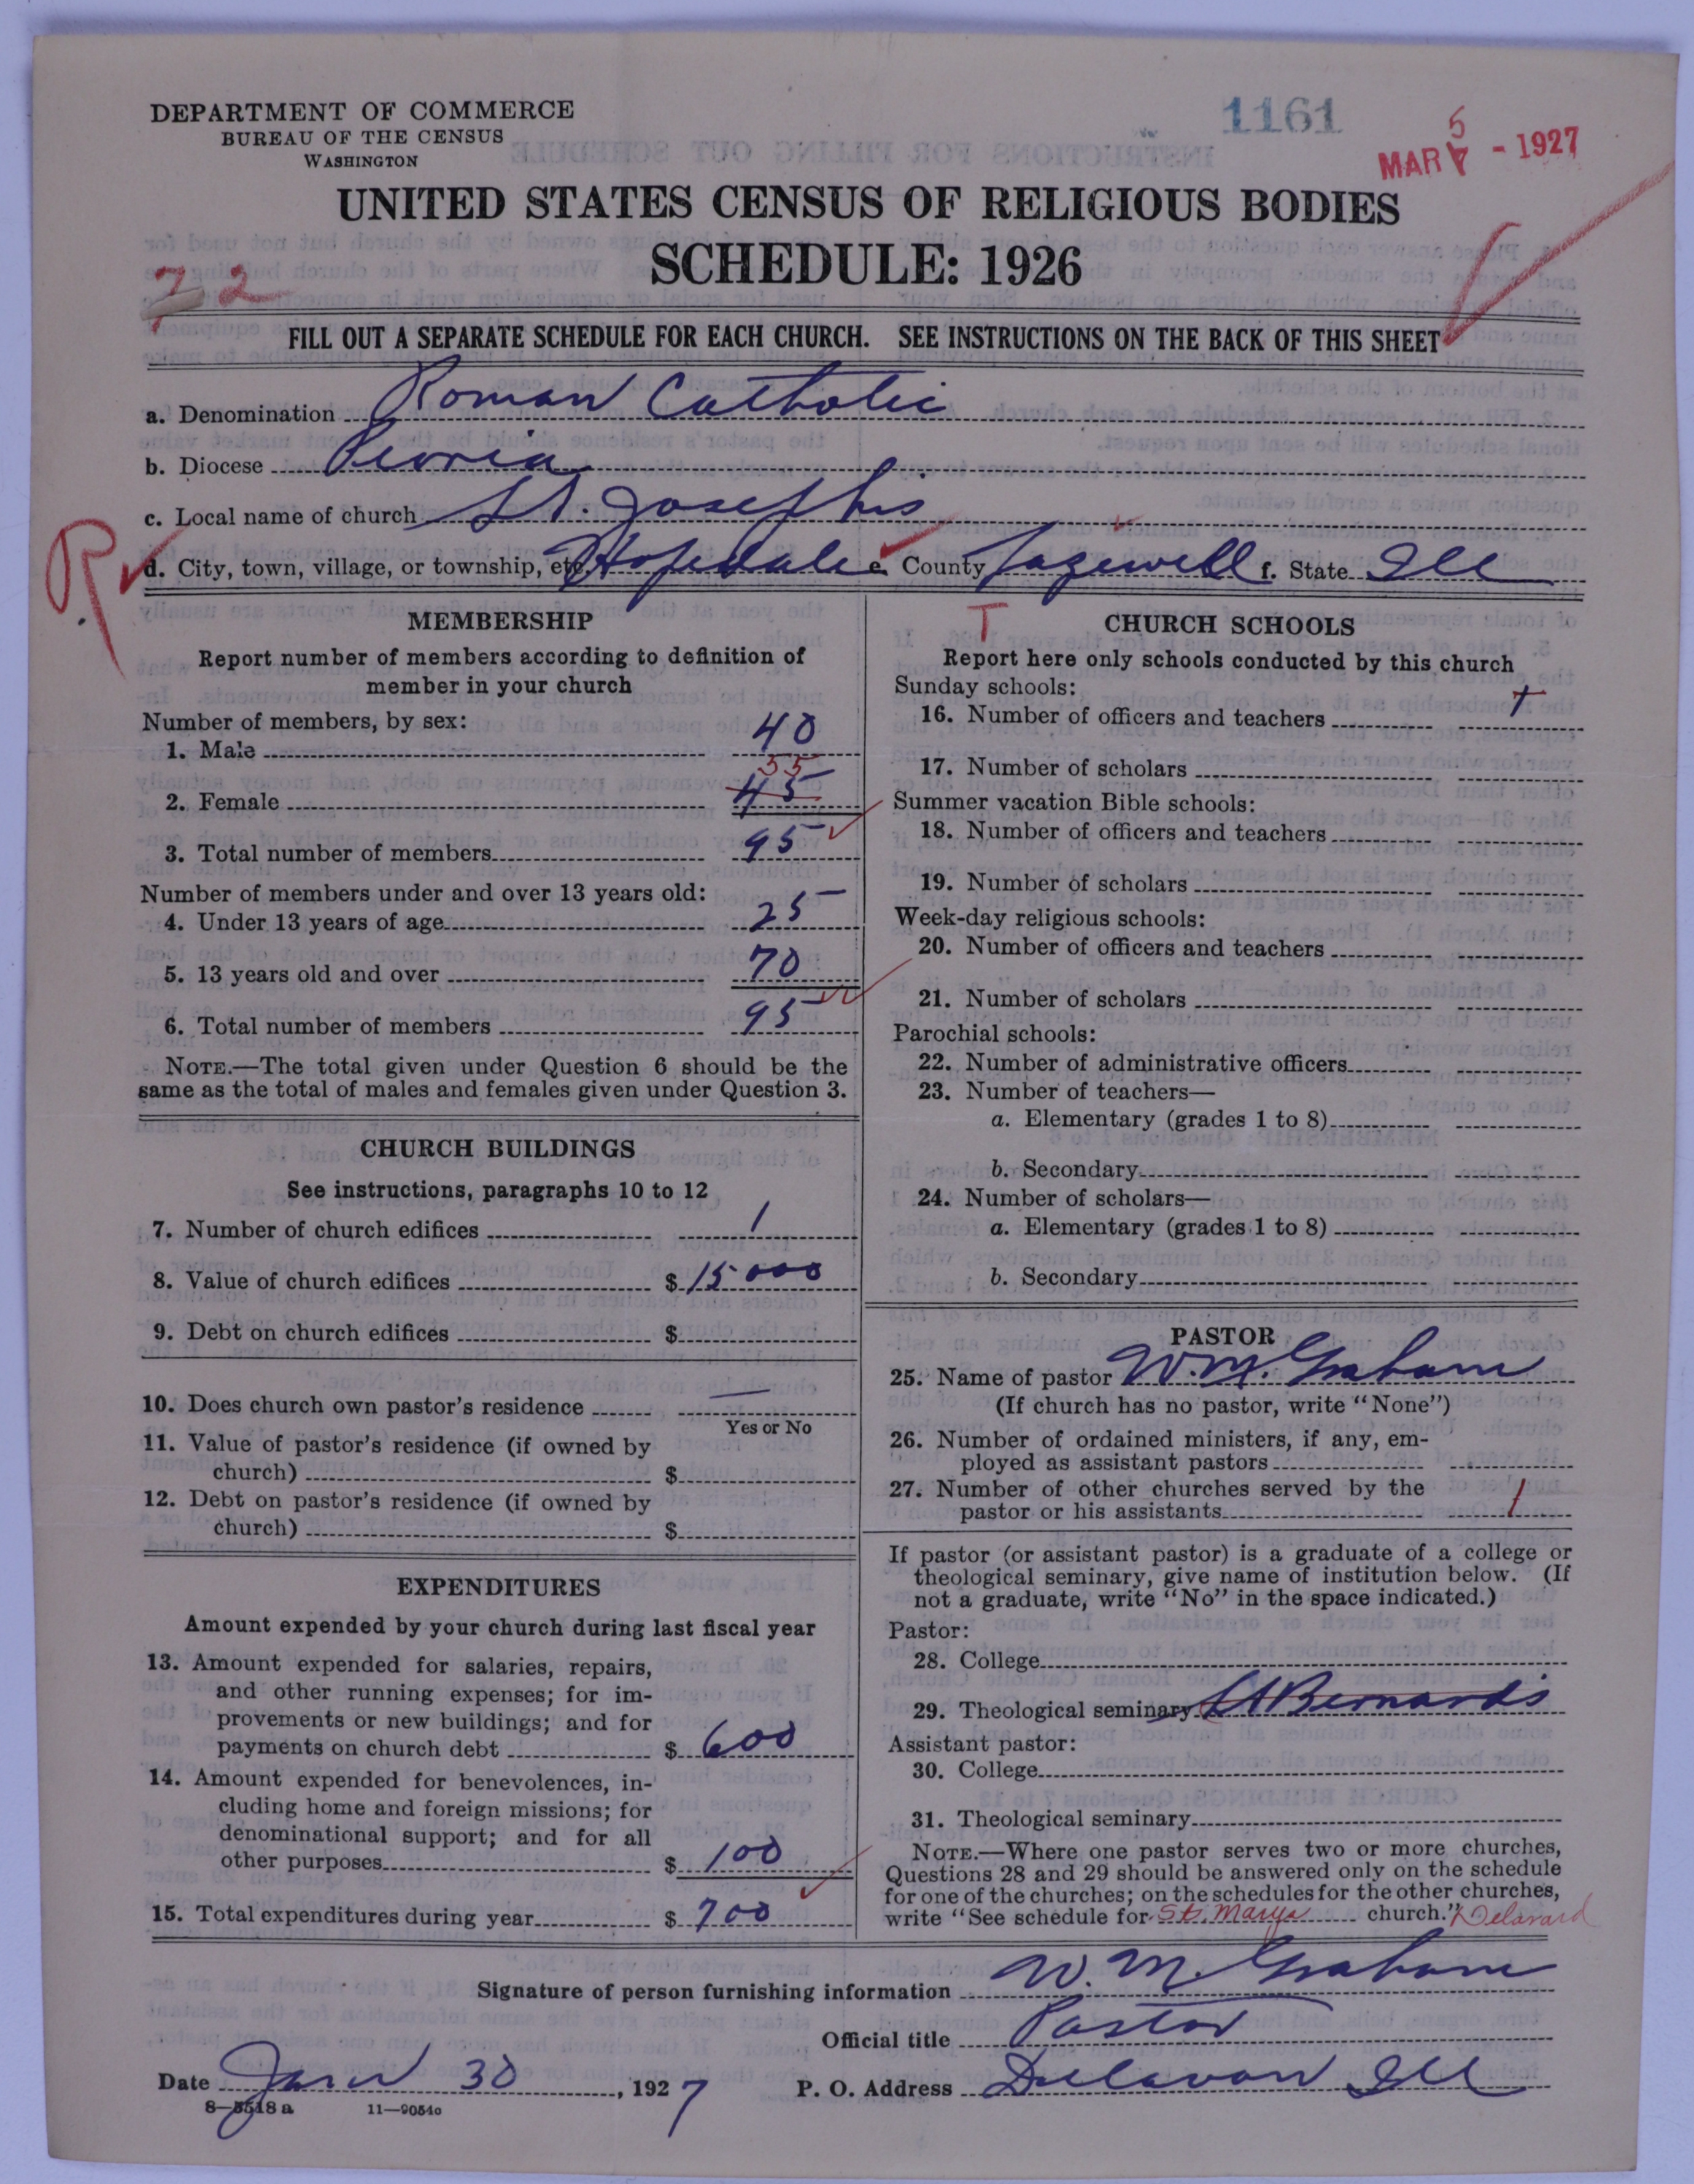 DEPARTMENT OF COMMERCE
BUREAU OF THE CENSUS
WASHINGTON
1161
5
MAR 7 - 1927
UNITED STATES CENSUS OF RELIGIOUS BODIES
SCHEDULE: 1926
72
FILL OUT A SEPARATE SCHEDULE FOR EACH CHURCH. SEE INSTRUCTIONS ON THE BACK OF THIS SHEET
a. Denomination Roman Catholic
b. Diocese Peoria
c. Local name of church St. Joseph's
R d. City, town, village, or township, etc. Hopedale e. County Tazewell f. State Ill
MEMBERSHIP
Report number of members according to definition of
member in your church
Number of members, by sex:
1. Male 40
55
2. Female 45
3. Total number of members 95
Number of members under and over 13 years old:
4. Under 13 years of age 25
5. 13 years old and over 70
6. Total number of members 95
NOTE.—The total given under Question 6 should be the
same as the total of males and females given under Question 3.
CHURCH BUILDINGS
See instructions, paragraphs 10 to 12
7. Number of church edifices 1
8. Value of church edifices $ 15000
9. Debt on church edifices $
10. Does church own pastor's residence —
Yes or No
11. Value of pastor's residence (if owned by
church) $
12. Debt on pastor's residence (if owned by
church) $
EXPENDITURES
Amount expended by your church during last fiscal year
13. Amount expended for salaries, repairs,
and other running expenses; for im-
provements or new buildings; and for
payments on church debt $ 600
14. Amount expended for benevolences, in-
cluding home and foreign missions; for
denominational support; and for all
other purposes $ 100
15. Total expenditures during year $ 700
T CHURCH SCHOOLS
Report here only schools conducted by this church
Sunday schools:
16. Number of officers and teachers
17. Number of scholars
Summer vacation Bible schools:
18. Number of officers and teachers
19. Number of scholars
Week-day religious schools:
20. Number of officers and teachers
21. Number of scholars
Parochial schools:
22. Number of administrative officers
23. Number of teachers—
a. Elementary (grades 1 to 8)
b. Secondary
24. Number of scholars—
a. Elementary (grades 1 to 8)
b. Secondary
PASTOR
25. Name of pastor W. M. Graham
(If church has no pastor, write "None")
26. Number of ordained ministers, if any, em-
ployed as assistant pastors
27. Number of other churches served by the
pastor or his assistants 1
If pastor (or assistant pastor) is a graduate of a college or
theological seminary, give name of institution below. (If
not a graduate, write "No" in the space indicated.)
Pastor:
28. College
29. Theological seminary St Bernard's
Assistant pastor:
30. College
31. Theological seminary
NOTE.—Where one pastor serves two or more churches,
Questions 28 and 29 should be answered only on the schedule
for one of the churches; on the schedules for the other churches,
write "See schedule for St. Marys church." Delavard
Signature of person furnishing information W. M. Graham
Official title Pastor
Date Jan 30, 1927 P. O. Address Delavan Ill
8—5518 a 11—9054c